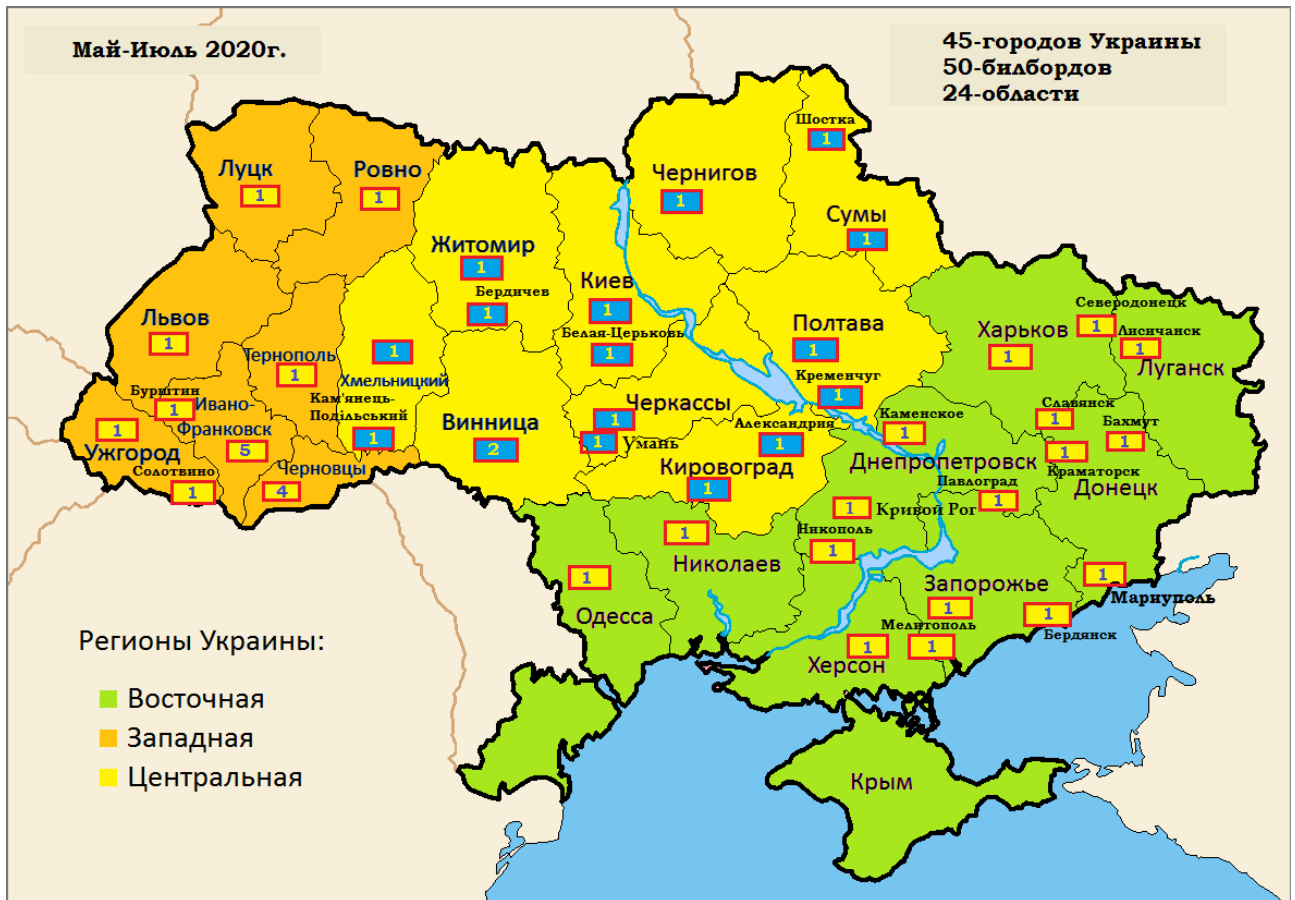 Май-Июль 2020г.
45-городов Украины
50-билбордов
24-области
Шостка
1
Луцк
1
Ровно
1
Чернигов
1
Сумы
1
Житомир
1
Бердичев
1
Киев
1
Белая-Церьковь
1
Львов
1
Тернополь
1
1
Хмельницкий
Кам'янець-
Подільський
1
Полтава
1
Кременчуг
1
Харьков
1
Северодонецк
1
Лисичанск
1
Луганск
Бурштин
1
Ивано-
Франковск
5
1
Ужгород
Солотвино
1
Черновцы
4
Винница
2
Черкассы
1
1
Умань
Александрия
1
Кировоград
1
Каменское
1
Днепропетровск
Славянск
1
Бахмут
1
1
Краматорск
Донецк
Павлоград
1
1
Кривой Рог
Никополь
1
1
Николаев
1
Одесса
Запорожье
1
1
Мариуполь
1
Бердянск
Мелитополь
1
1
Херсон
Крым
Регионы Украины:
Восточная
Западная
Центральная